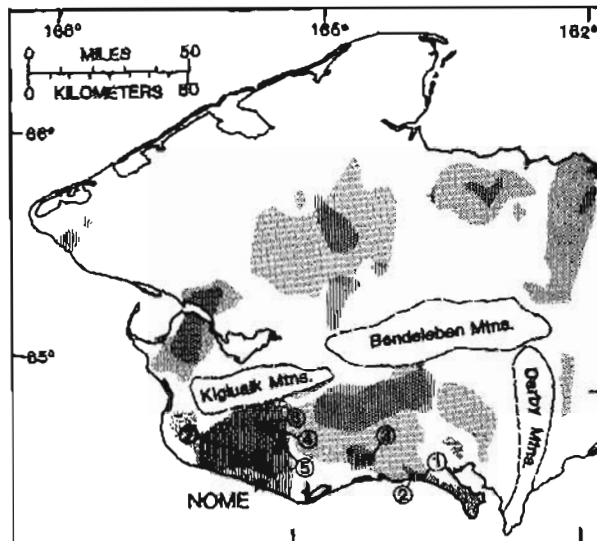 168° 165° 162°
0 MILES 50
0 KILOMETERS 50
66°
65°
Bendeleben Mtns.
Kigluaik Mtns.
Darby Mtns.
④ ③ ①
⑤
②
NOME